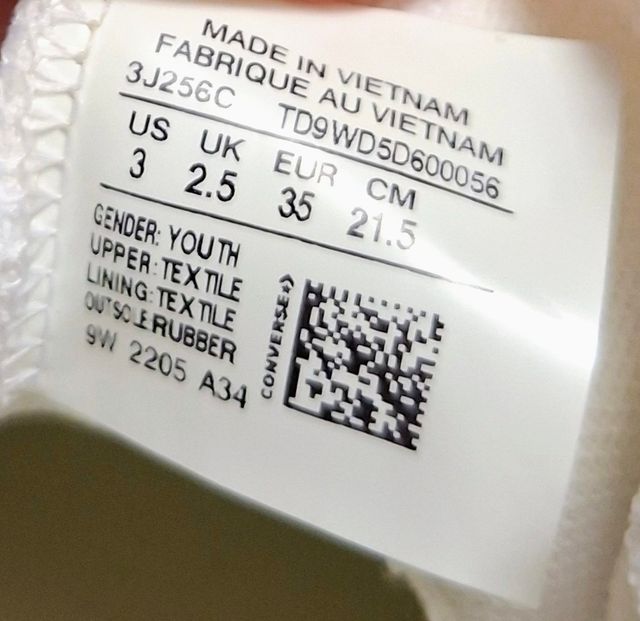 MADE IN VIETNAM
FABRIQUE AU VIETNAM
3J256C TD9WD5D600056
US UK EUR CM
3 2.5 35 21.5
GENDER: YOUTH
UPPER: TEXTILE
LINING: TEXTILE
OUTSOLE RUBBER
9W 2205 A34
CONVERSE